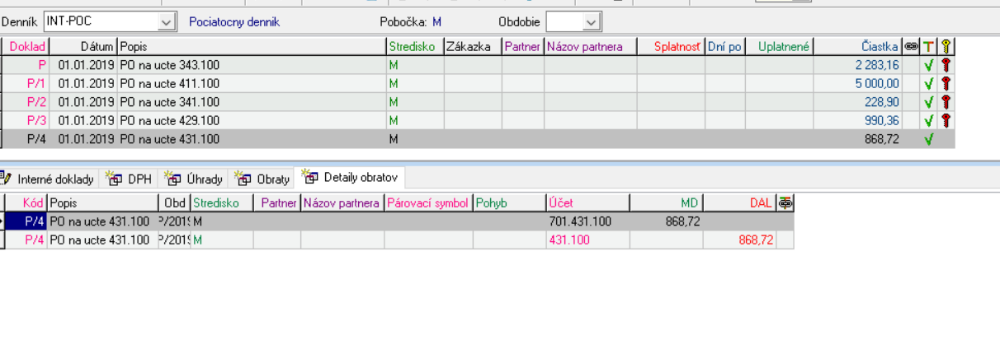 Denník INT-POC Pociatocny dennik Pobočka: M Obdobie
Doklad Dátum Popis Stredisko Zákazka Partner Názov partnera Splatnosť Dní po Uplatnené Čiastka
P 01.01.2019 PO na ucte 343.100 M 2 283,16
P/1 01.01.2019 PO na ucte 411.100 M 5 000,00
P/2 01.01.2019 PO na ucte 341.100 M 228,90
P/3 01.01.2019 PO na ucte 429.100 M 990,36
P/4 01.01.2019 PO na ucte 431.100 M 868,72
Interné doklady DPH Úhrady Obraty Detaily obratov
Kód Popis Obd Stredisko Partner Názov partnera Párovací symbol Pohyb Účet MD DAL
P/4 PO na ucte 431.100 P/2019 M 701.431.100 868,72
P/4 PO na ucte 431.100 P/2019 M 431.100 868,72